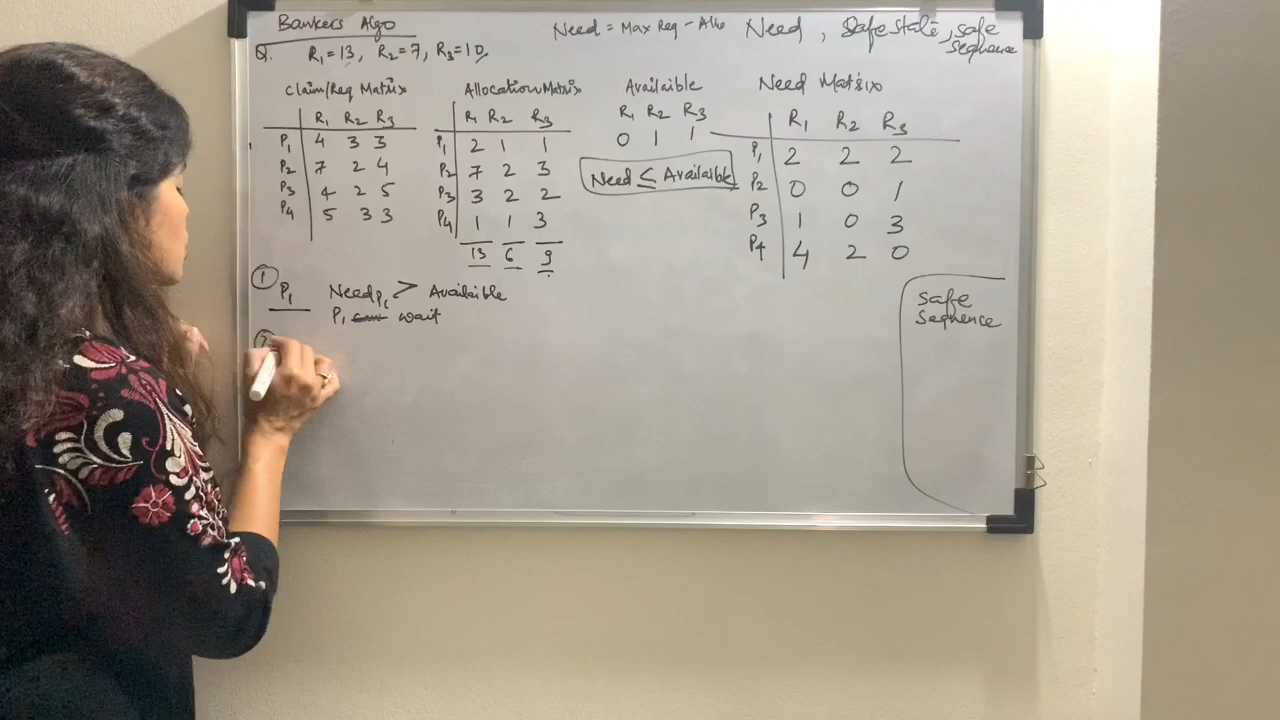 Bankers Algo
Need = Max Req - Allo
Need, Safe state, safe
sequence
Q. R1=13, R2=7, R3=10,
Claim/Req Matrix
R1 R2 R3
P1 4 3 3
P2 7 2 4
P3 4 2 5
P4 5 3 3
Allocation Matrix
R1 R2 R3
P1 2 1 1
P2 7 2 3
P3 3 2 2
P4 1 1 3
13 6 9
Available
R1 R2 R3
0 1 1
Need ≤ Available
Need Matrix
R1 R2 R3
P1 2 2 2
P2 0 0 1
P3 1 0 3
P4 4 2 0
1 P1 Need P1 > Available
P1 wait
2
Safe
Sequence